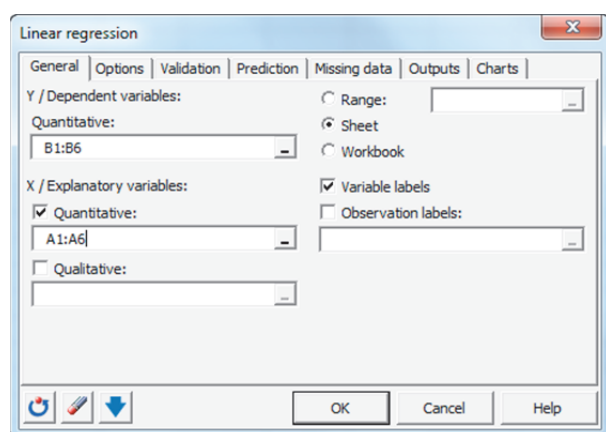 Linear regression
General Options Validation Prediction Missing data Outputs Charts
Y / Dependent variables:
Quantitative:
B1:B6
X / Explanatory variables:
Quantitative:
A1:A6
Qualitative:
Range:
Sheet
Workbook
Variable labels
Observation labels:
OK Cancel Help